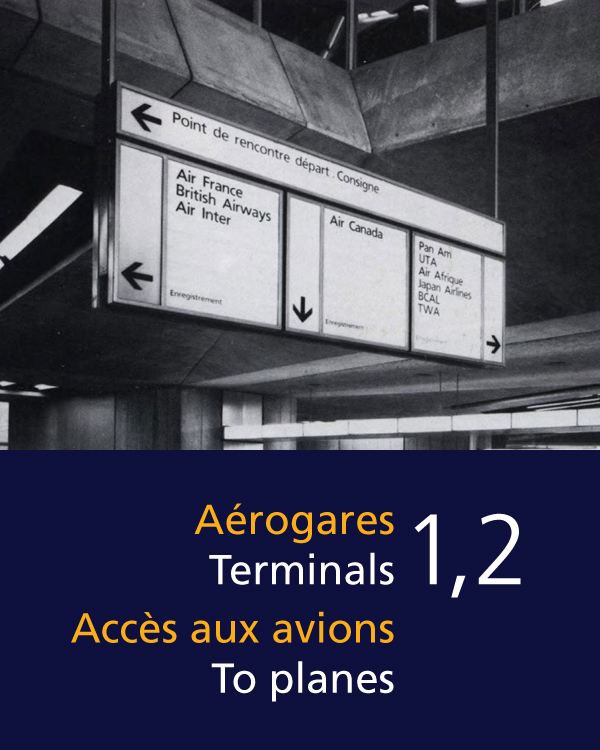 Point de rencontre départ . Consigne
Air France
British Airways
Air Inter
Enregistrement
Air Canada
Enregistrement
Pan Am
UTA
Air Afrique
Japan Airlines
BCAL
TWA
Aérogares
Terminals
1,2
Accès aux avions
To planes